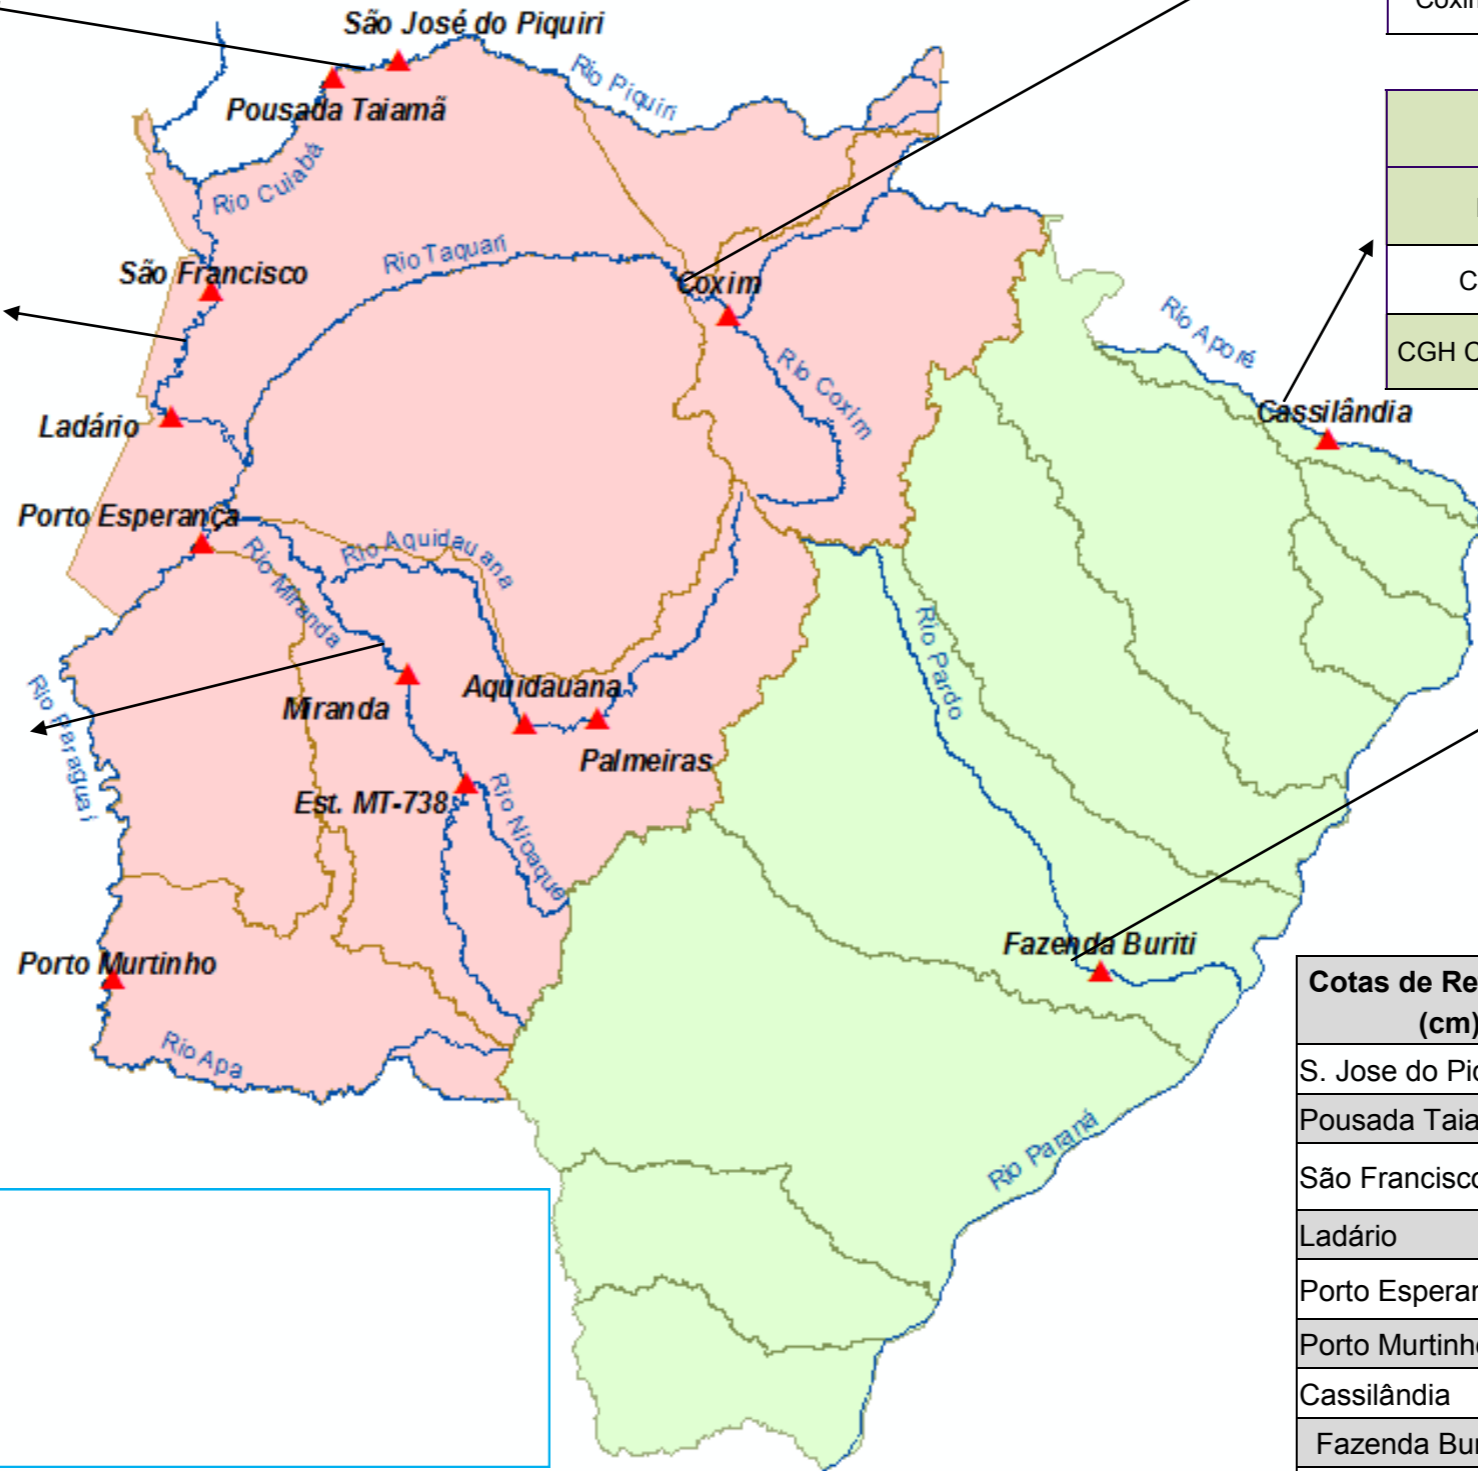 São José do Piquiri
Coxim
Rio Piquiri
Pousada Taiamã
Rio Cuiabá
Rio Taquari
São Francisco
Coxim
C
Rio Aporé
CGH C
Rio Coxim
Cassilândia
Ladário
Porto Esperança
Rio Aquidauana
Rio Miranda
Rio Pardo
Rio Paraguai
Aquidauana
Miranda
Palmeiras
Est. MT-738
Rio Nioaque
Fazenda Buriti
Porto Murtinho
Rio Apa
Rio Paraná
Cotas de Re
(cm)
S. Jose do Pi
Pousada Taia
São Francisco
Ladário
Porto Esperan
Porto Murtinho
Cassilândia
Fazenda Bur